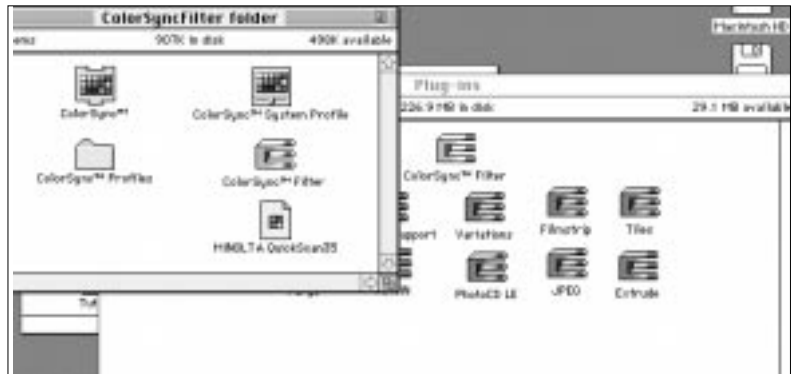 ColorSyncFilter folder
ems 907K in disk 490K available
Macintosh HD
ColorSync™
ColorSync™ System Profile
ColorSync™ Profiles
ColorSync™ Filter
MINOLTA QuickScan35
Plug-ins
226.9 MB in disk 29.1 MB available
ColorSync™ Filter
pport Variations Filmstrip Tiles
PhotoCD LE JPEG Extrude